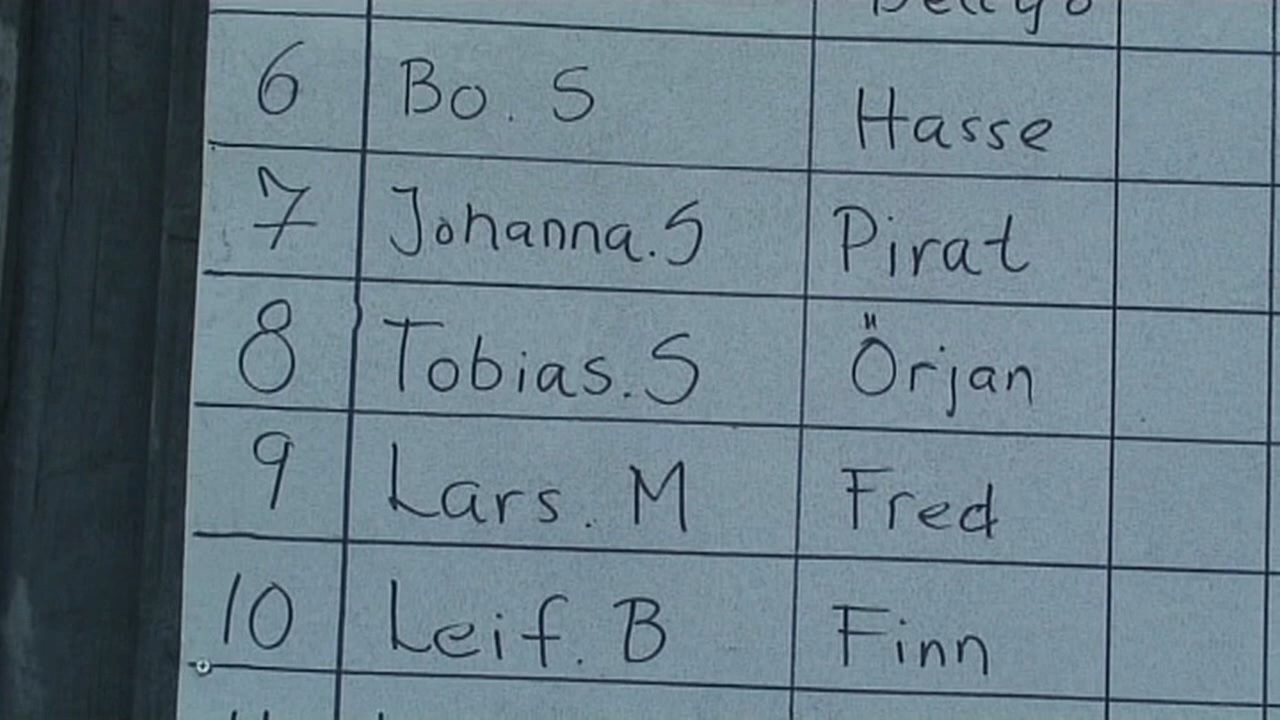 6 Bo. S Hasse
7 Johanna. S Pirat
8 Tobias. S Örjan
9 Lars. M Fred
10 Leif. B Finn